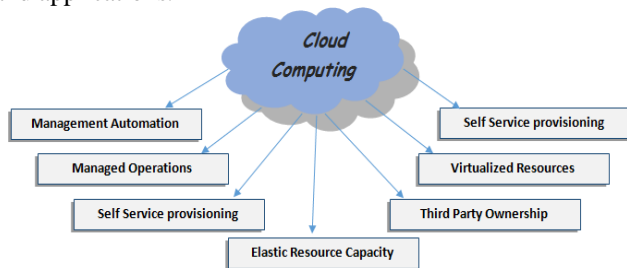 Cloud
Computing
Management Automation
Self Service provisioning
Managed Operations
Virtualized Resources
Self Service provisioning
Third Party Ownership
Elastic Resource Capacity